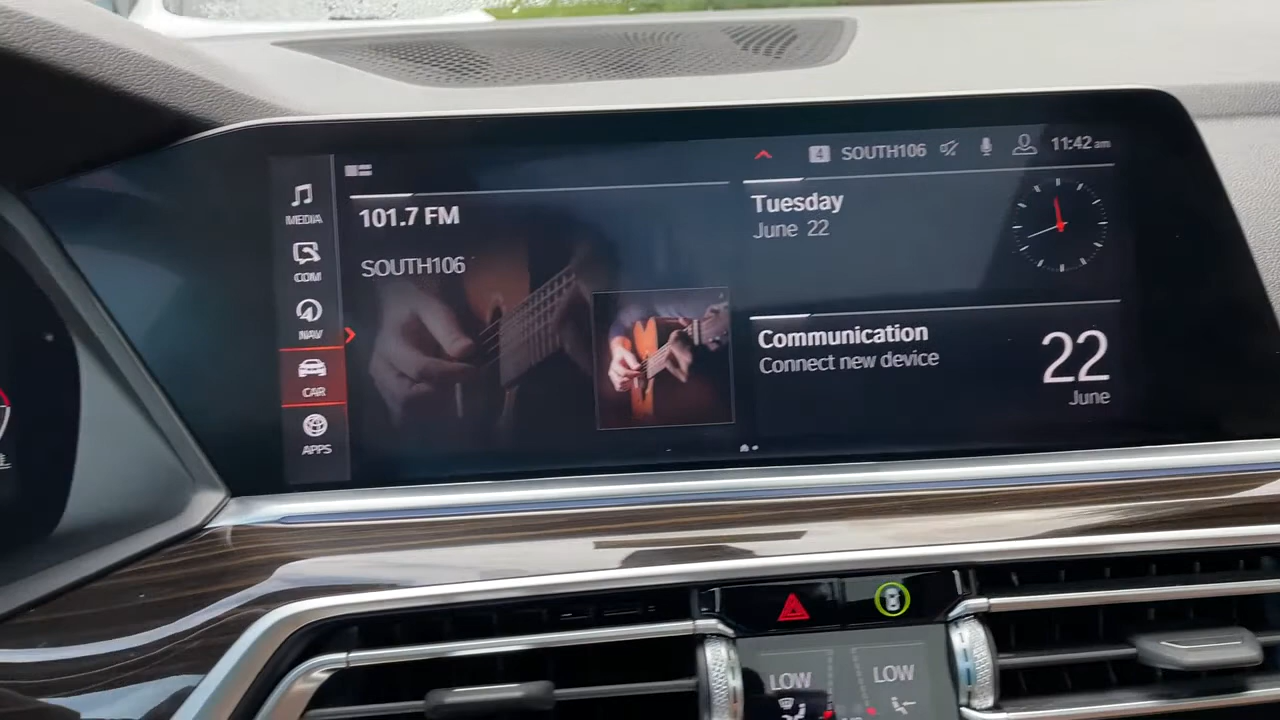 4 SOUTH106 11:42 am
MEDIA
COM
NAV
CAR
APPS
101.7 FM
SOUTH106
Tuesday
June 22
Communication
Connect new device
22
June
LOW LOW